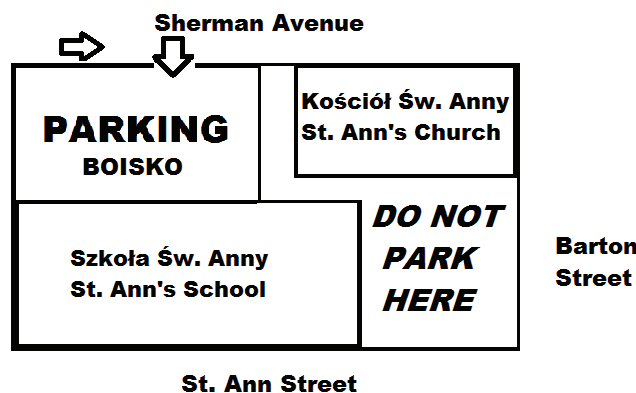 Sherman Avenue
PARKING
BOISKO
Kościół Św. Anny
St. Ann's Church
DO NOT
PARK
HERE
Szkoła Św. Anny
St. Ann's School
Barton
Street
St. Ann Street